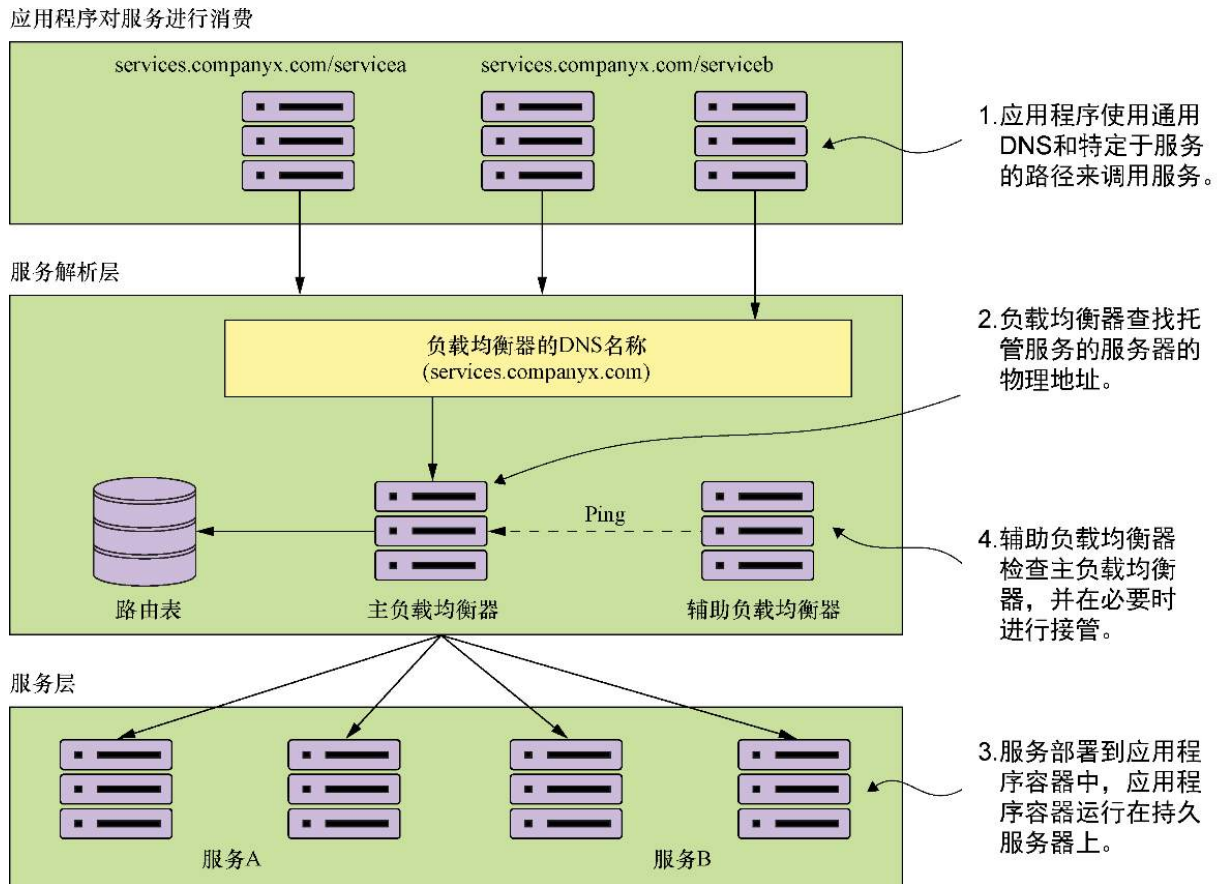 应用程序对服务进行消费
services.companyx.com/servicea
services.companyx.com/serviceb
1.应用程序使用通用
DNS和特定于服务
的路径来调用服务。
服务解析层
负载均衡器的DNS名称
(services.companyx.com)
2.负载均衡器查找托
管服务的服务器的
物理地址。
Ping
路由表
主负载均衡器
辅助负载均衡器
4.辅助负载均衡器
检查主负载均衡
器，并在必要时
进行接管。
服务层
服务A
服务B
3.服务部署到应用程
序容器中，应用程
序容器运行在持久
服务器上。